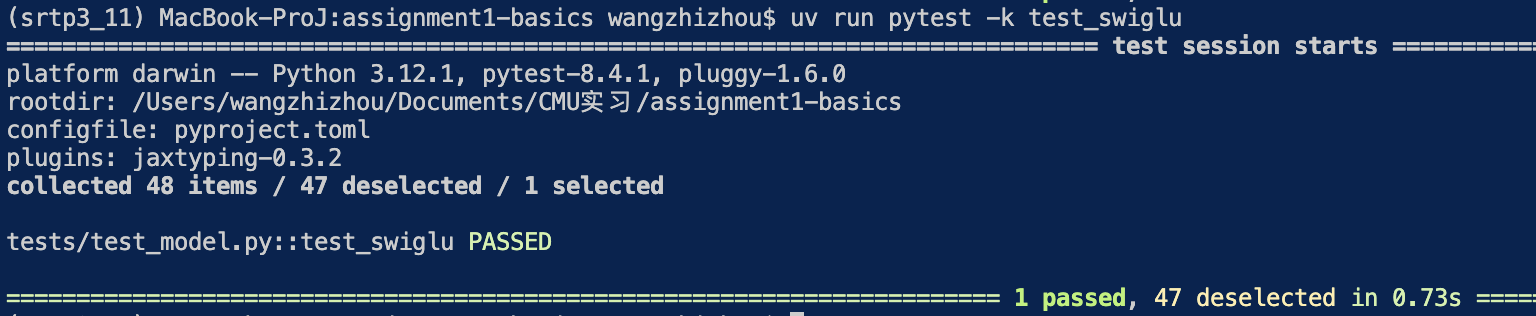 (srtp3_11) MacBook-ProJ:assignment1-basics wangzhizhou$ uv run pytest -k test_swiglu
============================================================================== test session starts ==========
platform darwin -- Python 3.12.1, pytest-8.4.1, pluggy-1.6.0
rootdir: /Users/wangzhizhou/Documents/CMU实习/assignment1-basics
configfile: pyproject.toml
plugins: jaxtyping-0.3.2
collected 48 items / 47 deselected / 1 selected
tests/test_model.py::test_swiglu PASSED
======================================================================= 1 passed, 47 deselected in 0.73s =====